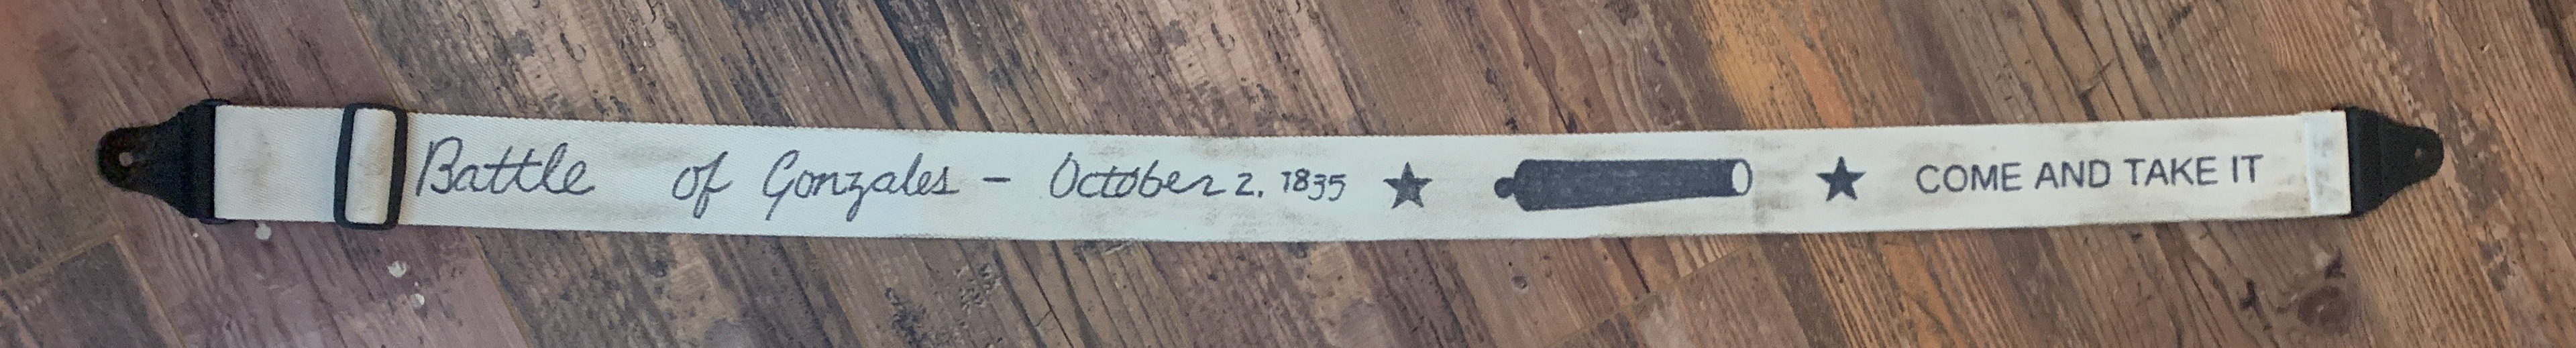 Battle of Gonzales - October 2, 1835 ★ ★ COME AND TAKE IT